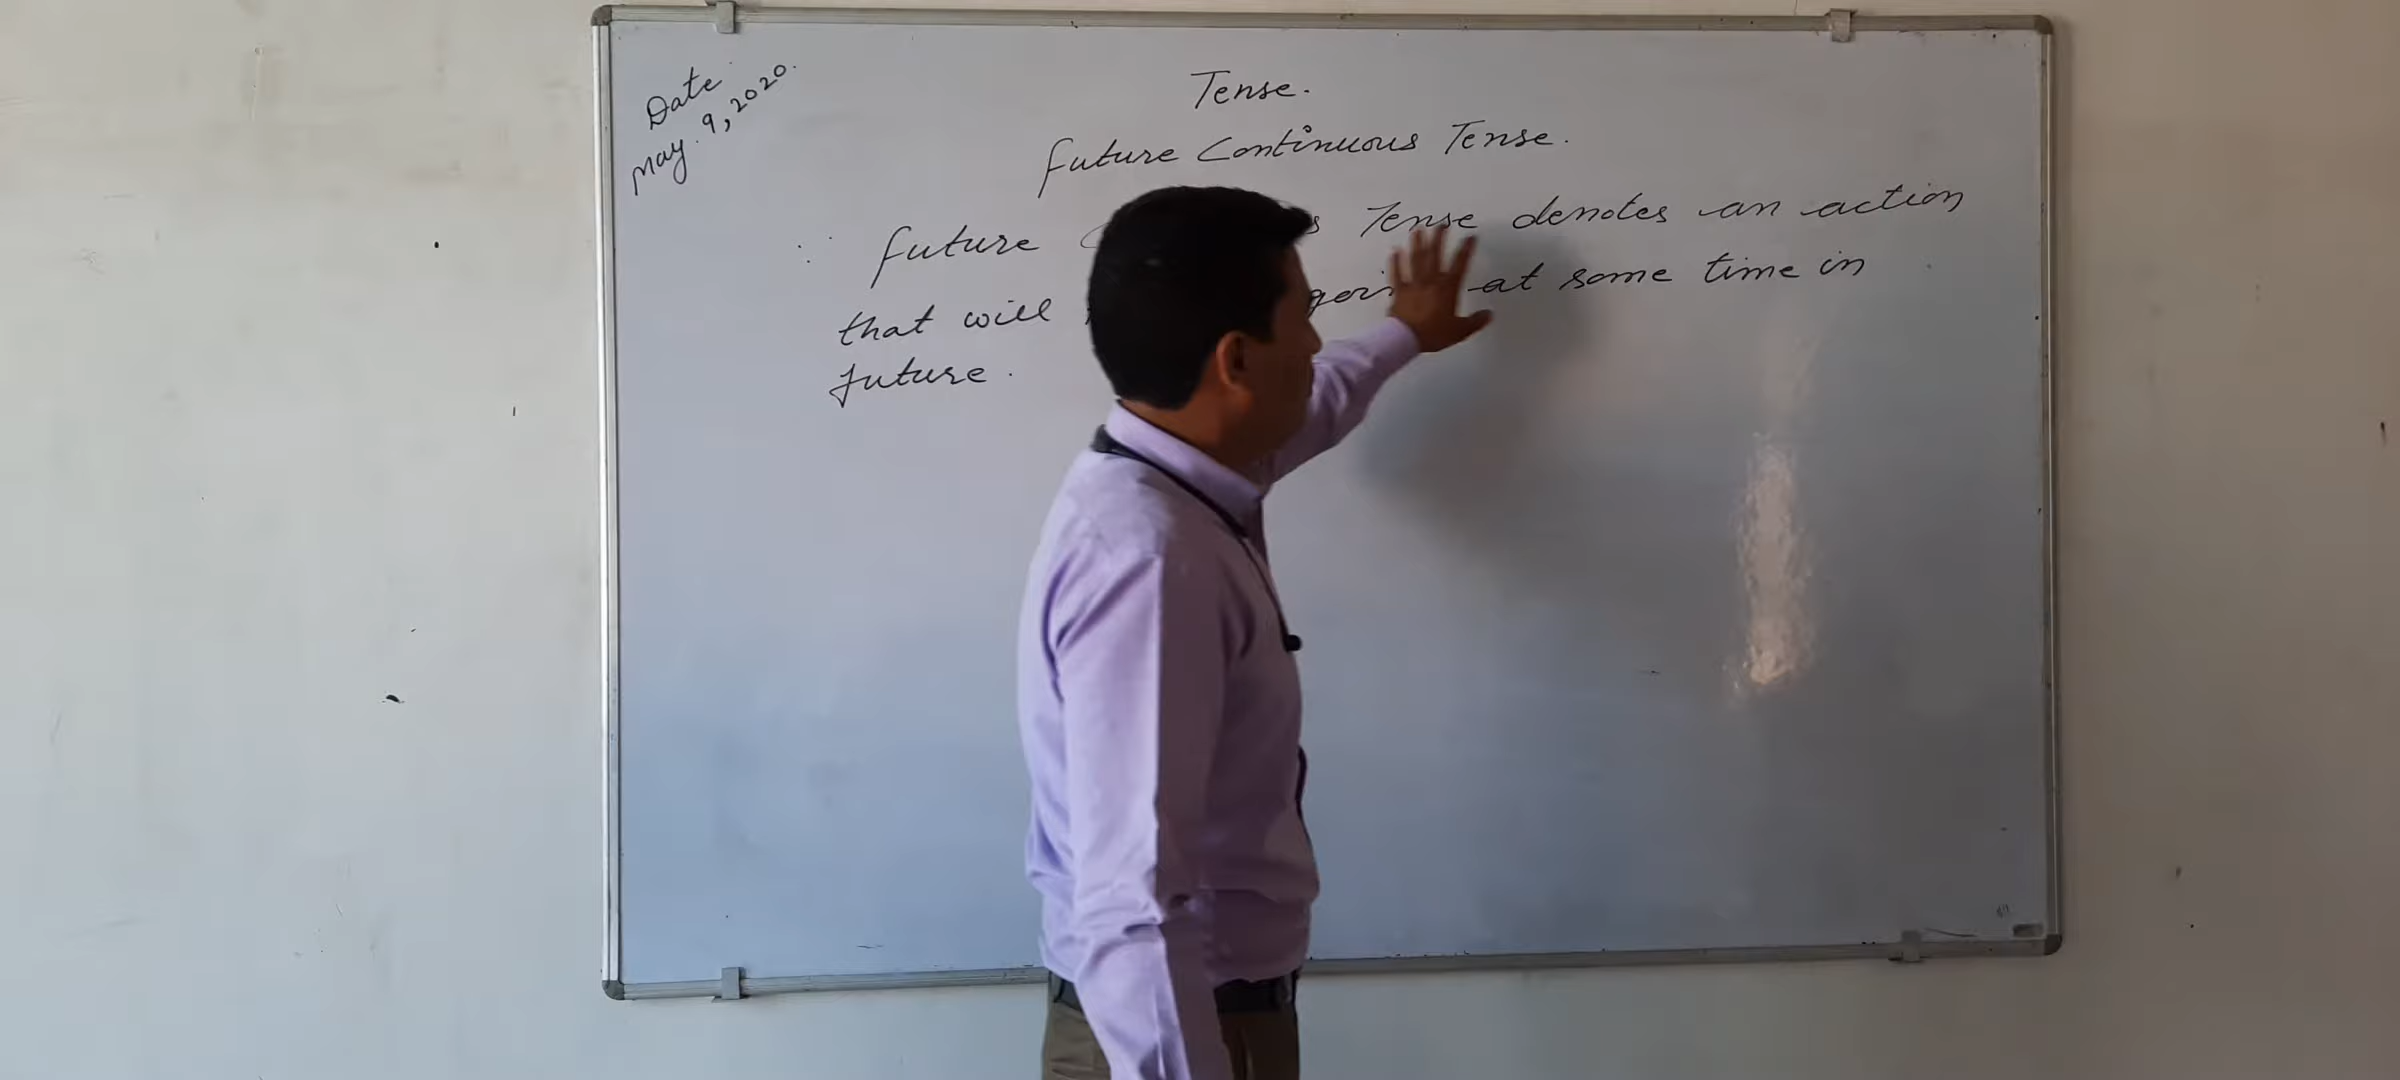 Date
May. 9, 2020.
Tense.
Future Continuous Tense.
Future Tense denotes an action
that will at some time in
future.